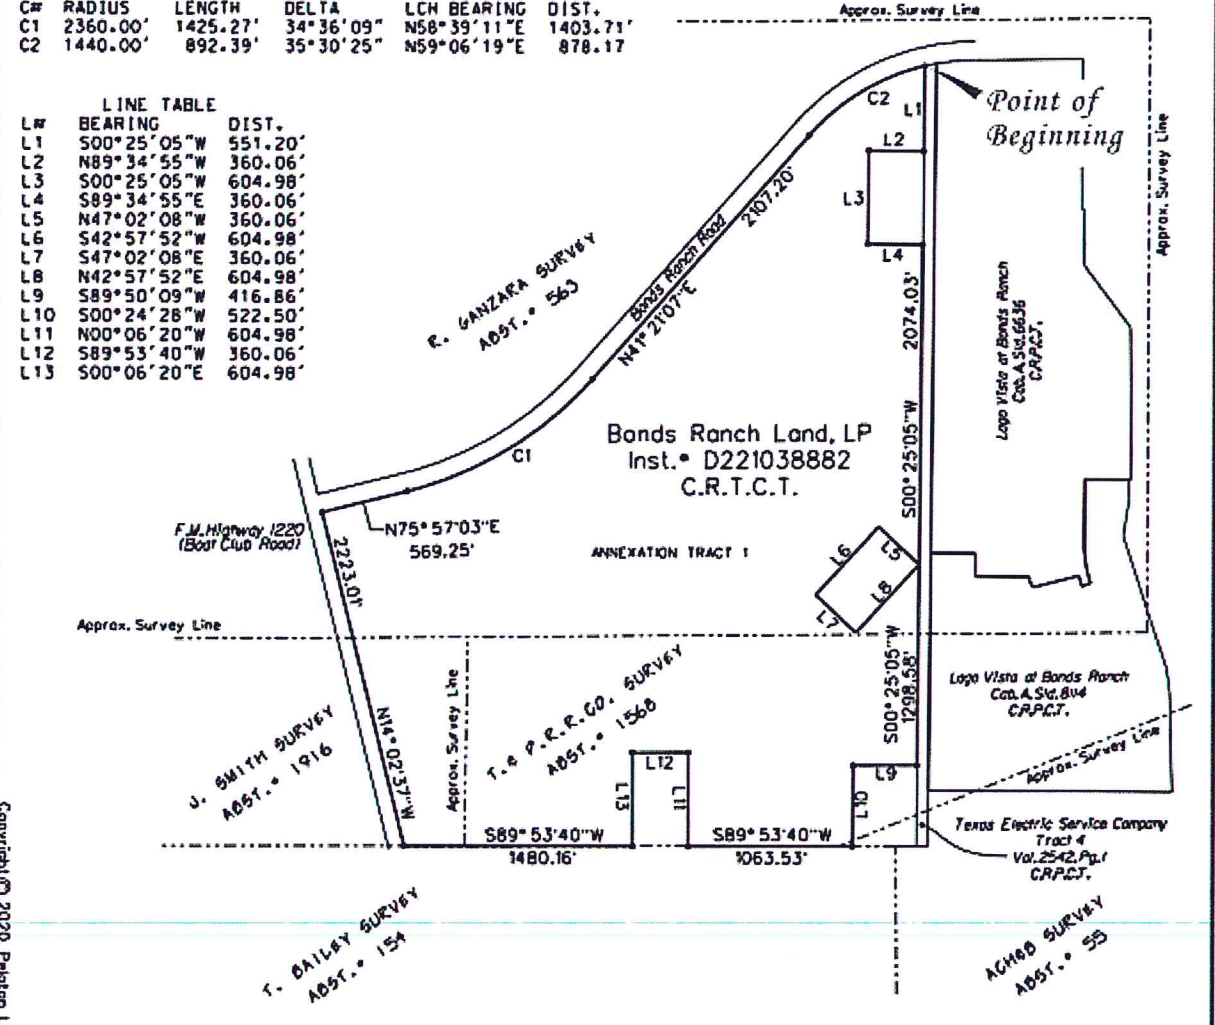 C# RADIUS LENGTH DELTA LCH BEARING DIST.
C1 2360.00' 1425.27' 34°36'09" N58°39'11"E 1403.71'
C2 1440.00' 892.39' 35°30'25" N59°06'19"E 878.17
LINE TABLE
L# BEARING DIST.
L1 S00°25'05"W 551.20'
L2 N89°34'55"W 360.06'
L3 S00°25'05"W 604.98'
L4 S89°34'55"E 360.06'
L5 N47°02'08"W 360.06'
L6 S42°57'52"W 604.98'
L7 S47°02'08"E 360.06'
L8 N42°57'52"E 604.98'
L9 S89°50'09"W 416.86'
L10 S00°24'28"W 522.50'
L11 N00°06'20"W 604.98'
L12 S89°53'40"W 360.06'
L13 S00°06'20"E 604.98'
Approx. Survey Line
C2
L1
Point of
Beginning
L2
L3
L4
Approx. Survey Line
2107.20'
Bonds Ranch Road
N41° 21'07"E
R. GANZARA SURVEY
ABST.* 563
2074.03'
S00° 25'05"W
Lago Vista at Bonds Ranch
Cab.A,Sld.6636
C.R.P.C.T.
Bonds Ranch Land, LP
Inst.* D221038882
C.R.T.C.T.
C1
F.M.Highway 1220
(Boat Club Road)
N75° 57'03"E
569.25'
ANNEXATION TRACT 1
L6
L5
L8
L7
2223.01'
N14° 02'37"W
Approx. Survey Line
Approx. Survey Line
S00° 25'05"W
1298.58'
Lago Vista at Bonds Ranch
Cab.A,Sld.8114
C.R.P.C.T.
T.& P.R.R.CO. SURVEY
ABST.* 1568
J. SMITH SURVEY
ABST.* 1916
Approx. Survey Line
L12
L13
L11
L9
L10
S89° 53'40"W
1480.16'
S89° 53'40"W
1063.53'
Texas Electric Service Company
Tract 4
Vol.2542,Pg.1
C.R.P.C.T.
T. BAILEY SURVEY
ABST.* 154
ACH&B SURVEY
ABST.* 55
Copyright © 2020 Peloton